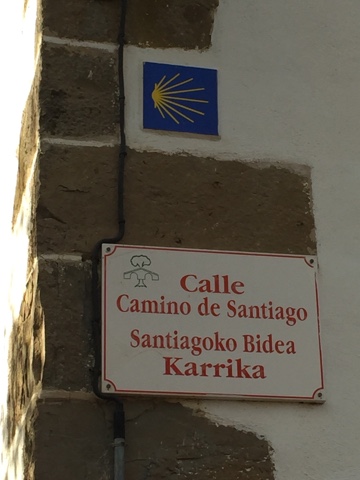 Calle
Camino de Santiago
Santiagoko Bidea
Karrika